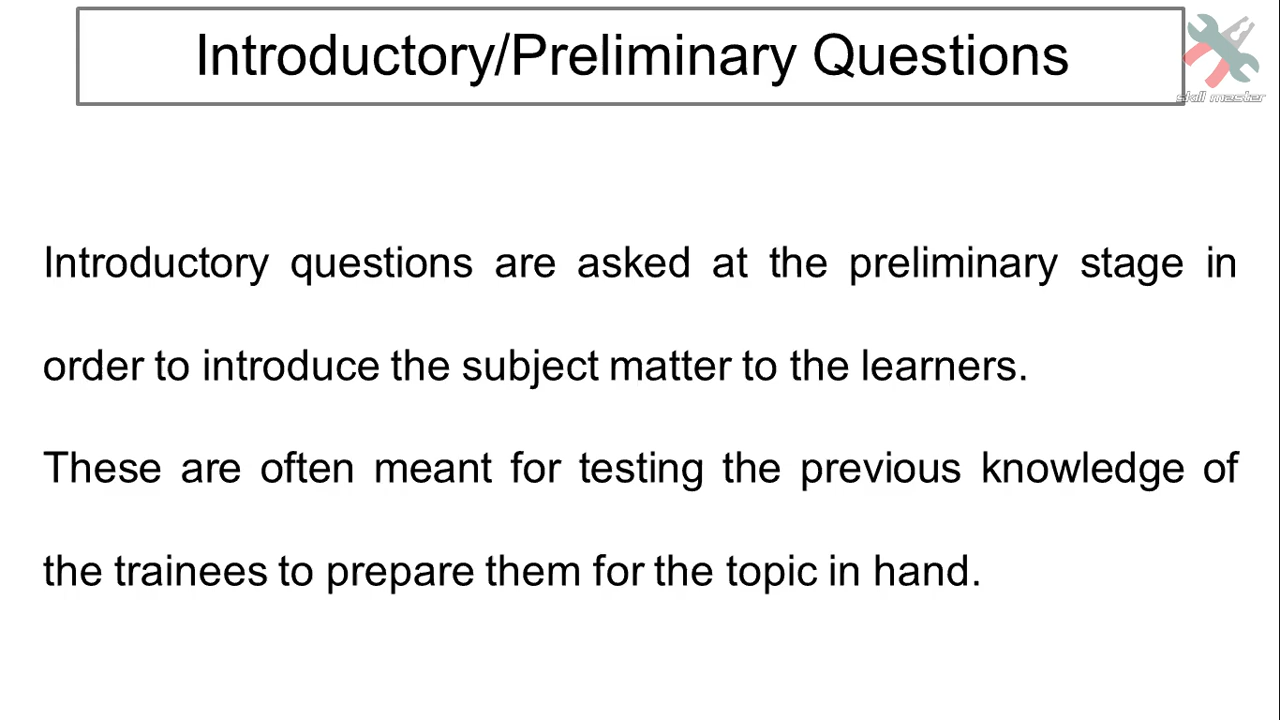 Introductory/Preliminary Questions
skill master
Introductory questions are asked at the preliminary stage in
order to introduce the subject matter to the learners.
These are often meant for testing the previous knowledge of
the trainees to prepare them for the topic in hand.